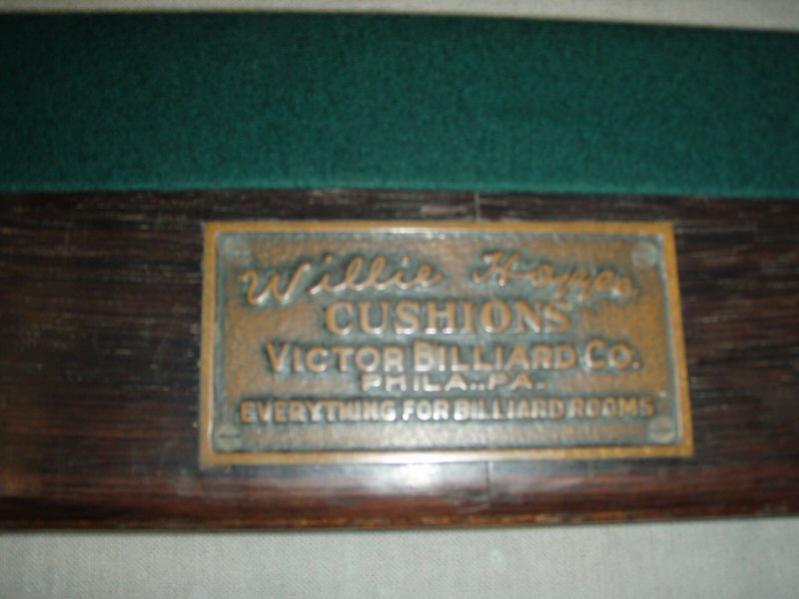 Willie Hoppe
CUSHIONS
VICTOR BILLIARD CO.
PHILA., PA.
EVERYTHING FOR BILLIARD ROOMS